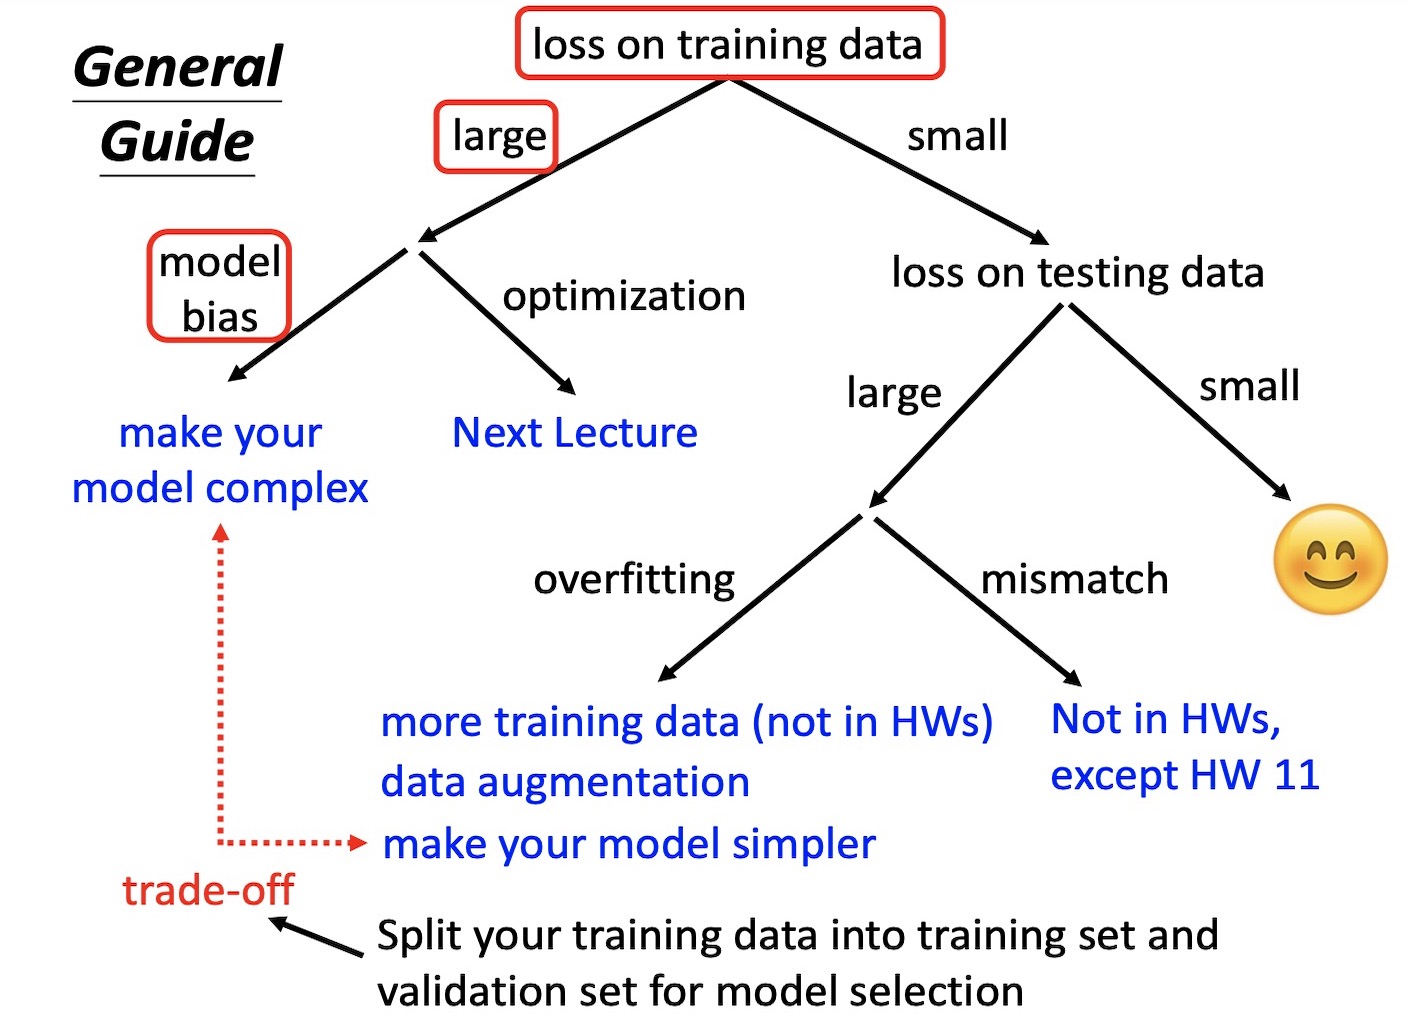 General
Guide
loss on training data
large
small
model
bias
optimization
loss on testing data
make your
model complex
Next Lecture
large
small
overfitting
mismatch
more training data (not in HWs)
data augmentation
make your model simpler
Not in HWs,
except HW 11
trade-off
Split your training data into training set and
validation set for model selection